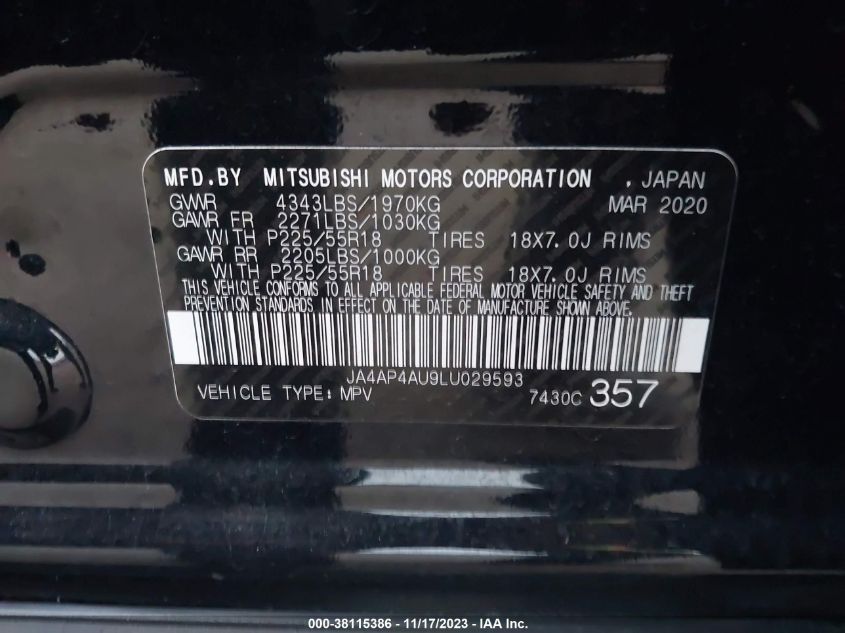 MFD.BY MITSUBISHI MOTORS CORPORATION , JAPAN
GVWR 4343LBS/1970KG MAR 2020
GAWR FR 2271LBS/1030KG
WITH P225/55R18 TIRES 18X7.0J RIMS
GAWR RR 2205LBS/1000KG
WITH P225/55R18 TIRES 18X7.0J RIMS
THIS VEHICLE CONFORMS TO ALL APPLICABLE FEDERAL MOTOR VEHICLE SAFETY AND THEFT
PREVENTION STANDARDS IN EFFECT ON THE DATE OF MANUFACTURE SHOWN ABOVE.
JA4AP4AU9LU029593
VEHICLE TYPE: MPV 7430C 357
000-38115386 - 11/17/2023 - IAA Inc.